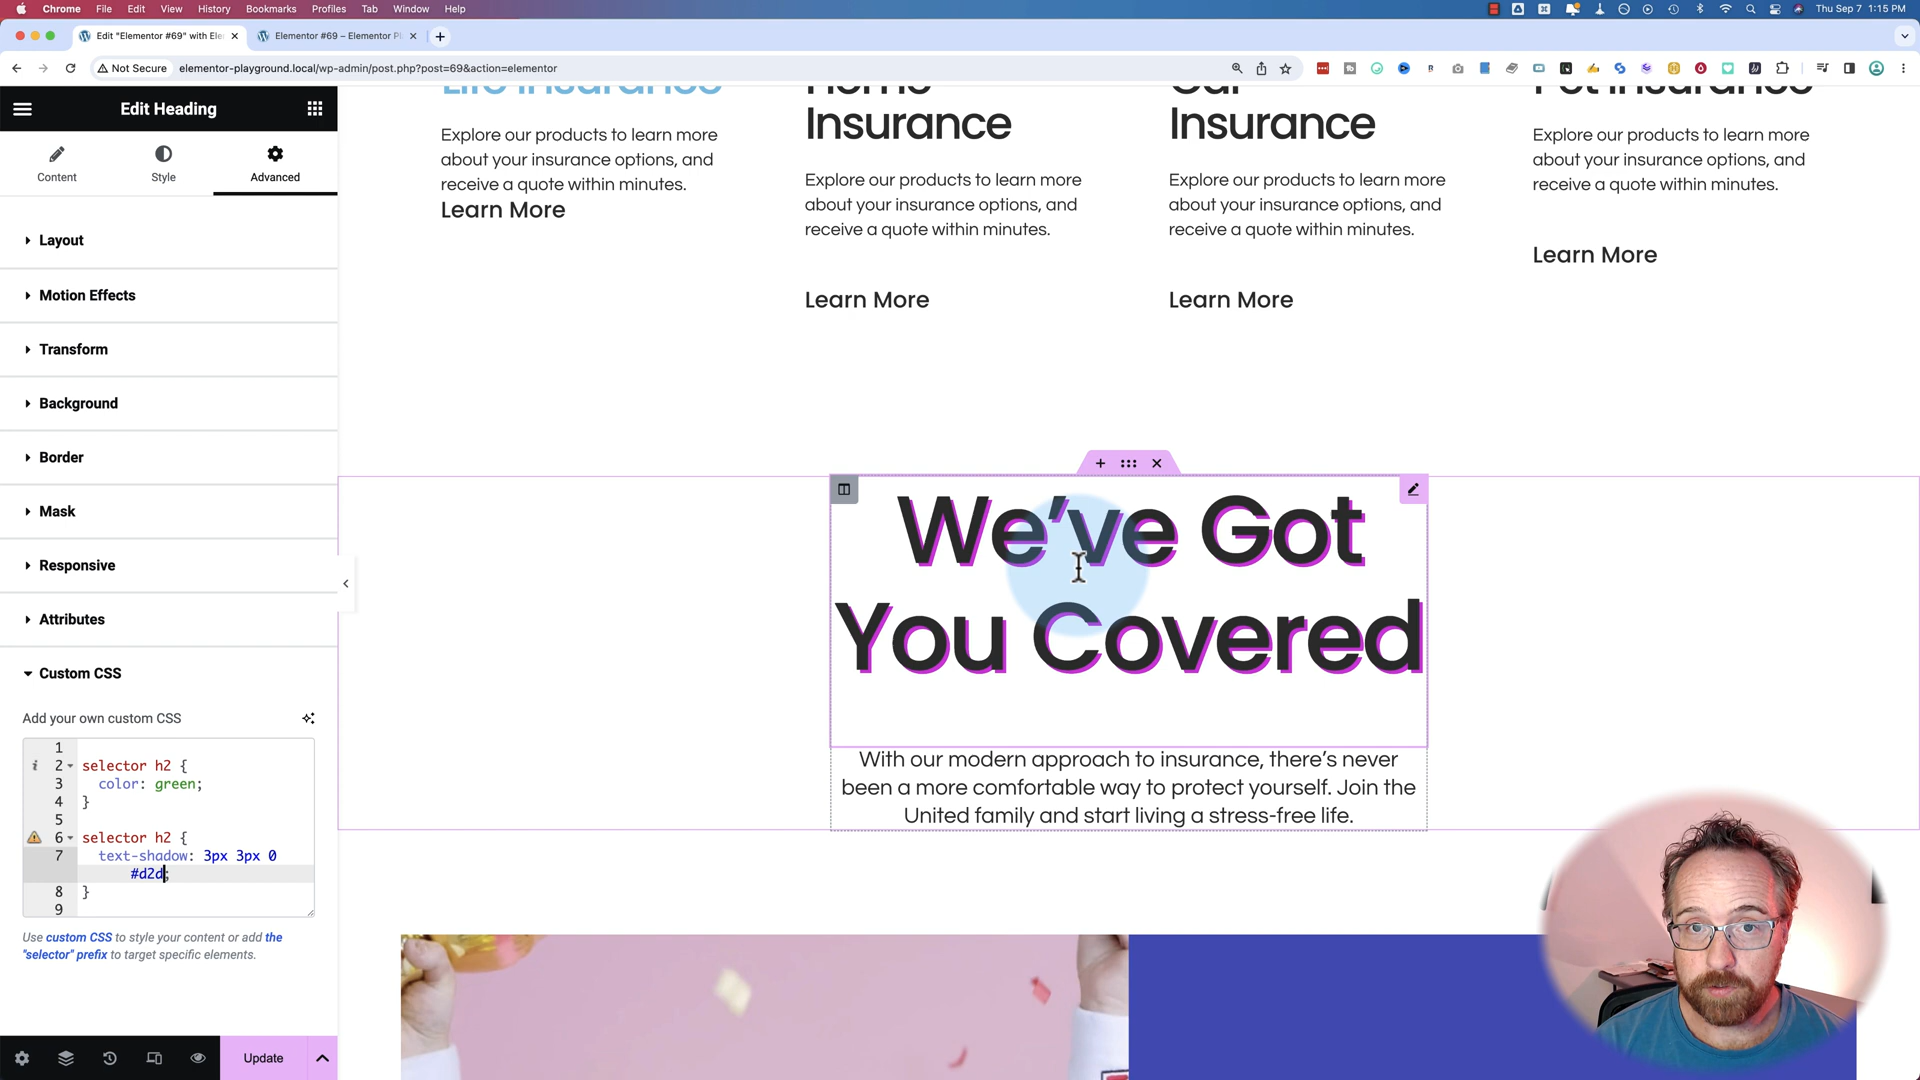 Chrome File Edit View History Bookmarks Profiles Tab Window Help
Thu Sep 7 1:15 PM
Edit "Elementor #69" with Ele
Elementor #69 – Elementor Pl
Not Secure
elementor-playground.local/wp-admin/post.php?post=69&action=elementor
Edit Heading
Content Style Advanced
Layout
Motion Effects
Transform
Background
Border
Mask
Responsive
Attributes
Custom CSS
Add your own custom CSS
1
2 selector h2 {
3 color: green;
4 }
5
6 selector h2 {
7 text-shadow: 3px 3px 0
#d2d;
8 }
9
Use custom CSS to style your content or add the
"selector" prefix to target specific elements.
Update
Life Insurance
Explore our products to learn more
about your insurance options, and
receive a quote within minutes.
Learn More
Home
Insurance
Explore our products to learn more
about your insurance options, and
receive a quote within minutes.
Learn More
Car
Insurance
Explore our products to learn more
about your insurance options, and
receive a quote within minutes.
Learn More
Pet Insurance
Explore our products to learn more
about your insurance options, and
receive a quote within minutes.
Learn More
We’ve Got
You Covered
With our modern approach to insurance, there’s never
been a more comfortable way to protect yourself. Join the
United family and start living a stress-free life.